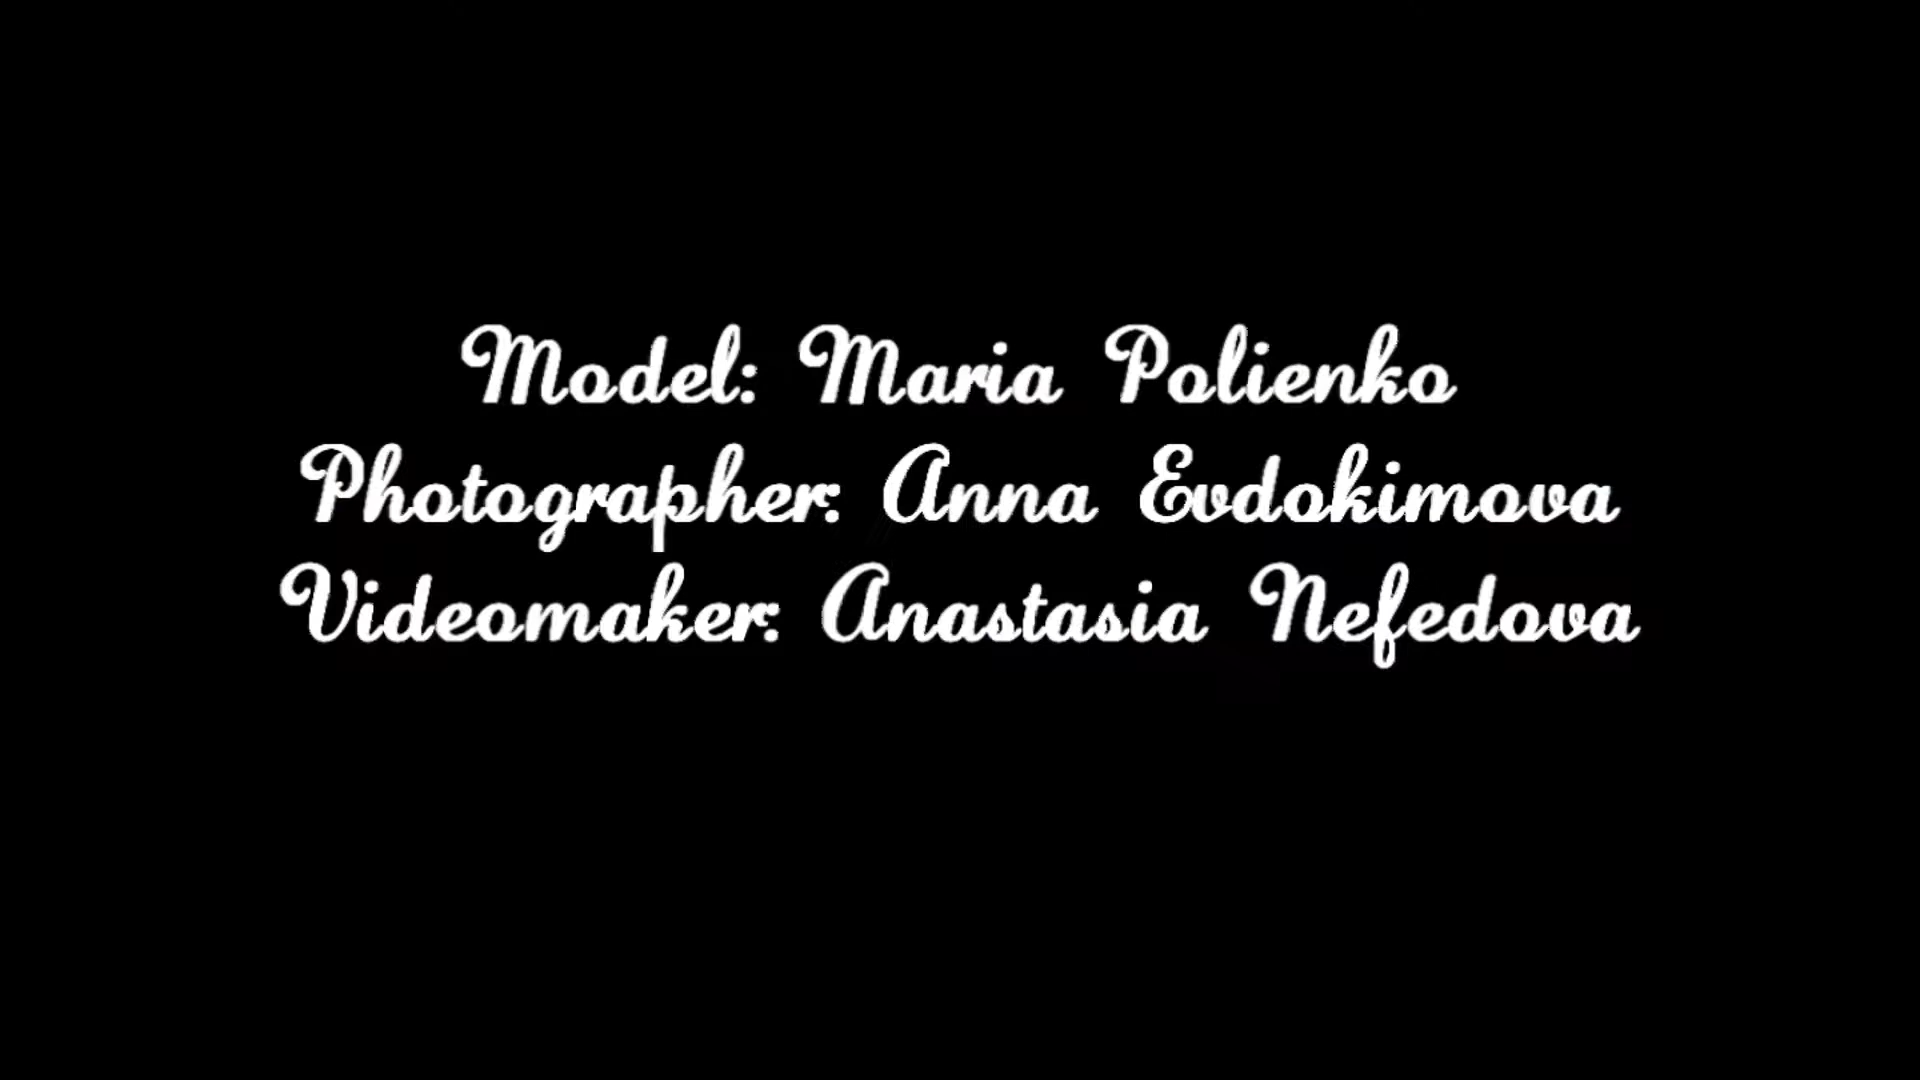 Model: Maria Polienko
Photographer: Anna Evdokimova
Videomaker: Anastasia Nefedova